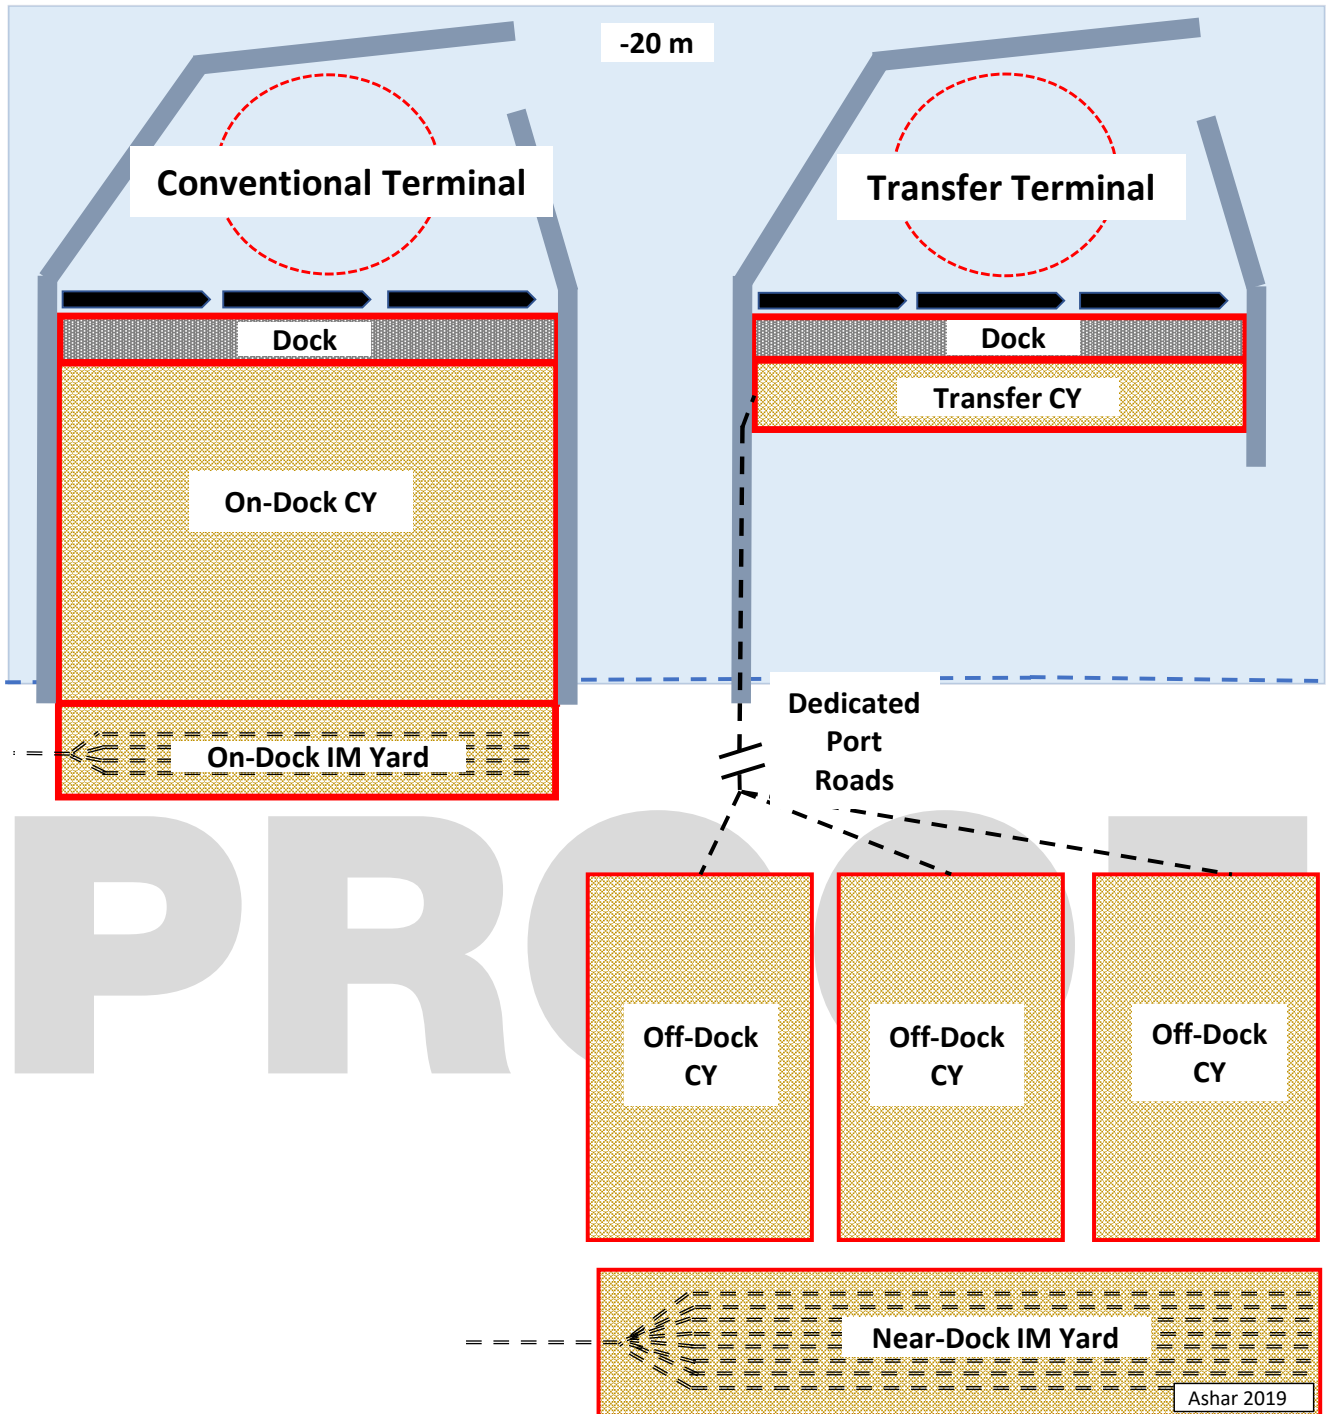 -20 m
Conventional Terminal
Transfer Terminal
Dock
Dock
Transfer CY
On-Dock CY
Dedicated
Port
Roads
On-Dock IM Yard
PROOF
Off-Dock
CY
Off-Dock
CY
Off-Dock
CY
Near-Dock IM Yard
Ashar 2019